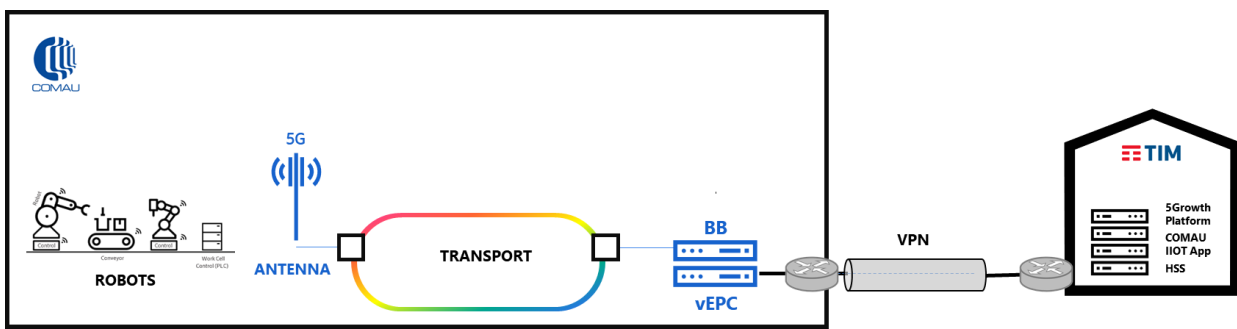 COMAU
5G
TIM
Robot
Control
Control
Conveyor
Work Cell
Control (PLC)
ROBOTS
ANTENNA
TRANSPORT
BB
vEPC
VPN
5Growth
Platform
COMAU
IIOT App
HSS